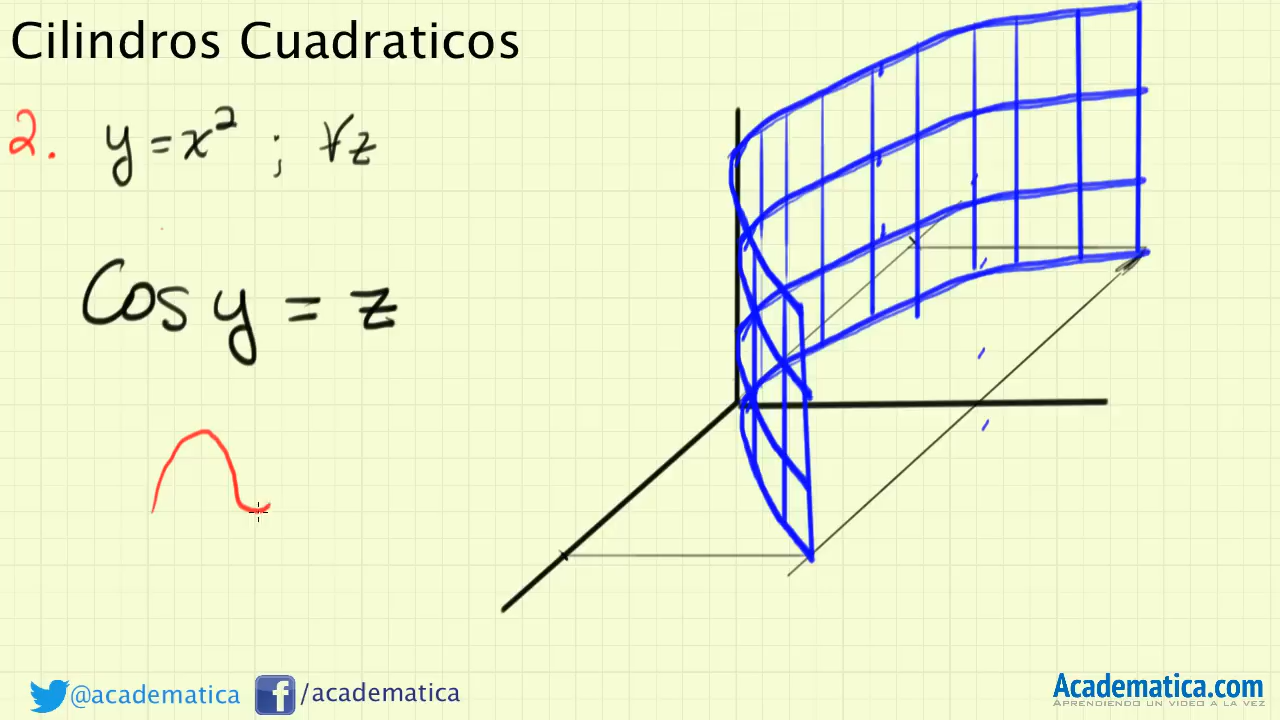 Cilindros Cuadraticos
2. y = x² ; ∀z
Cos y = z
@academatica /academatica
Academatica.com
APRENDIENDO UN VIDEO A LA VEZ